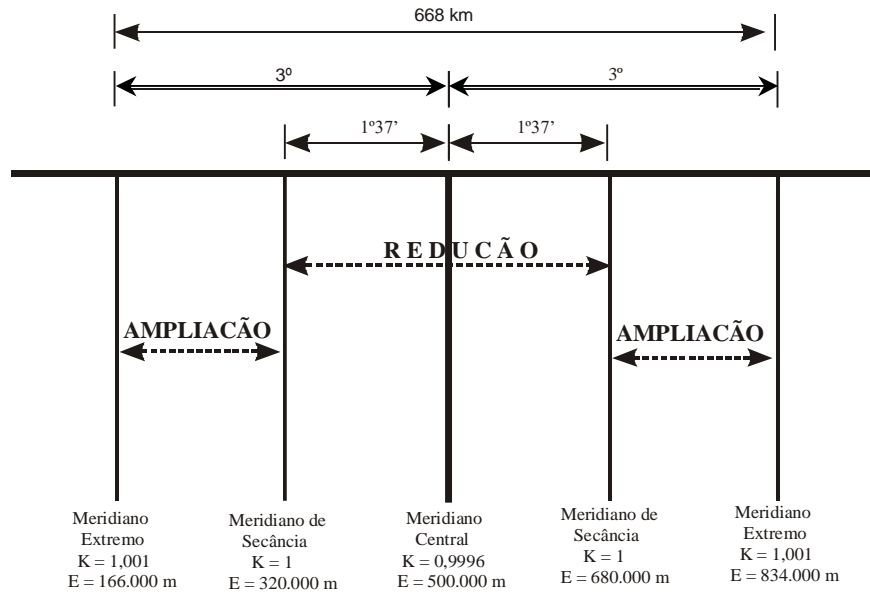 668 km
3º
3º
1º37’
1º37’
R E D U C Ã O
AMPLIACÃO
AMPLIACÃO
Meridiano
Extremo
K = 1,001
E = 166.000 m
Meridiano de
Secância
K = 1
E = 320.000 m
Meridiano
Central
K = 0,9996
E = 500.000 m
Meridiano de
Secância
K = 1
E = 680.000 m
Meridiano
Extremo
K = 1,001
E = 834.000 m